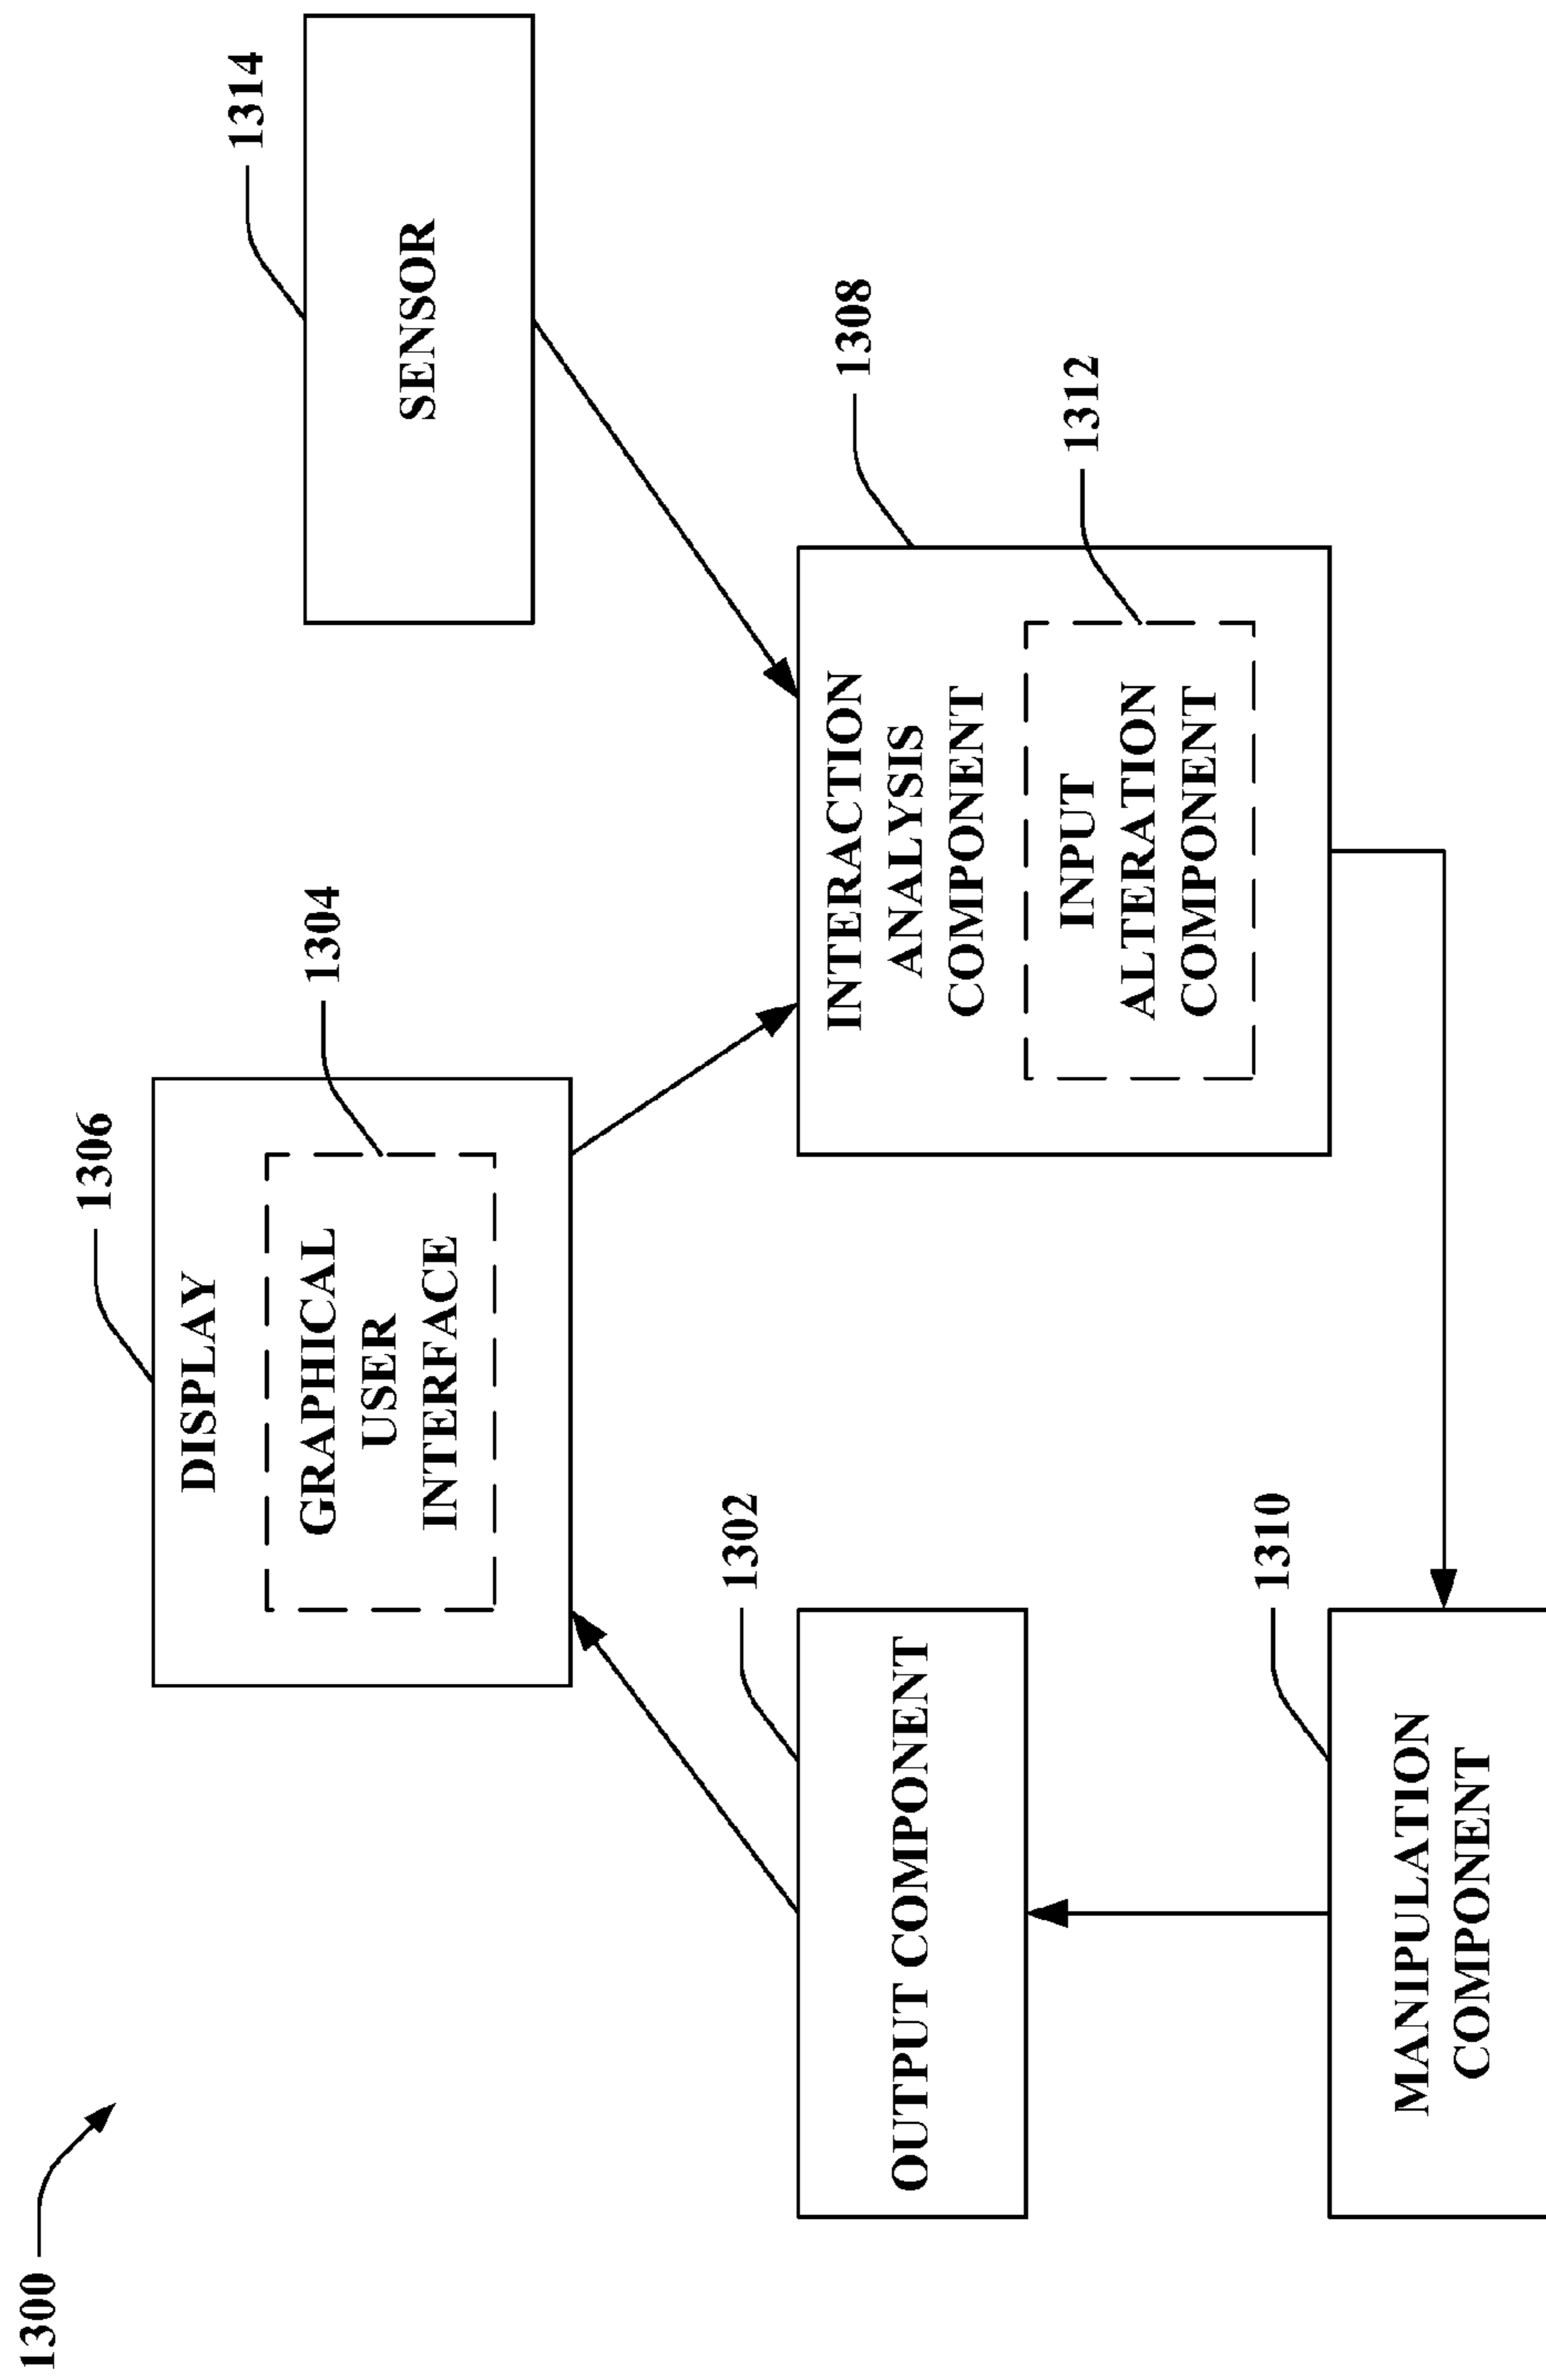 1300
1306
DISPLAY
1304
GRAPHICAL
USER
INTERFACE
1314
SENSOR
1302
OUTPUT COMPONENT
1308
INTERACTION
ANALYSIS
COMPONENT
1312
INPUT
ALTERATION
COMPONENT
1310
MANIPULATION
COMPONENT